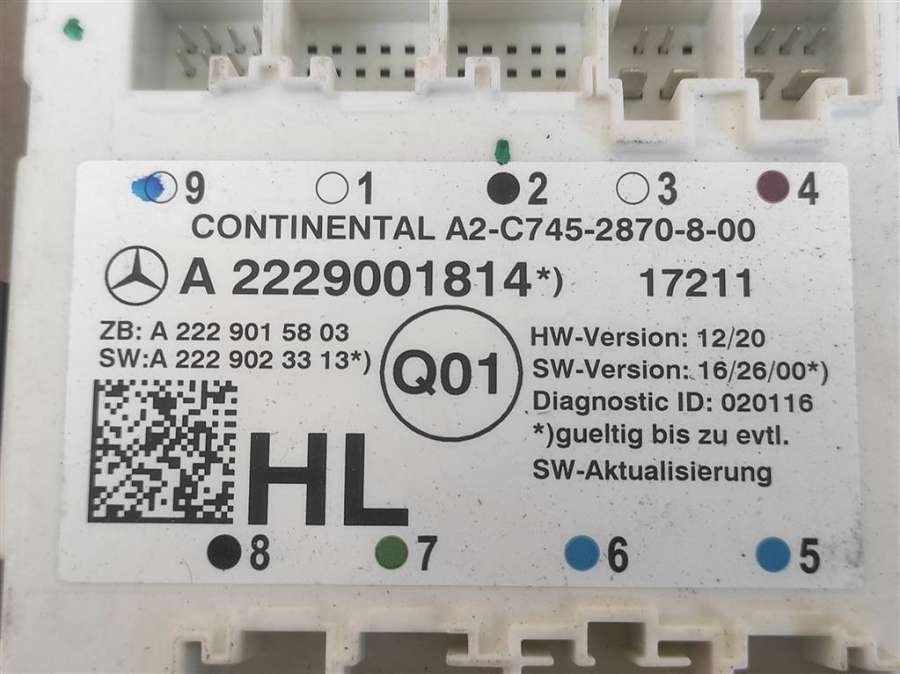 9 1 2 3 4
CONTINENTAL A2-C745-2870-8-00
A 2229001814*) 17211
ZB: A 222 901 58 03
SW:A 222 902 33 13*)
Q01
HW-Version: 12/20
SW-Version: 16/26/00*)
Diagnostic ID: 020116
*)gueltig bis zu evtl.
SW-Aktualisierung
HL
8 7 6 5